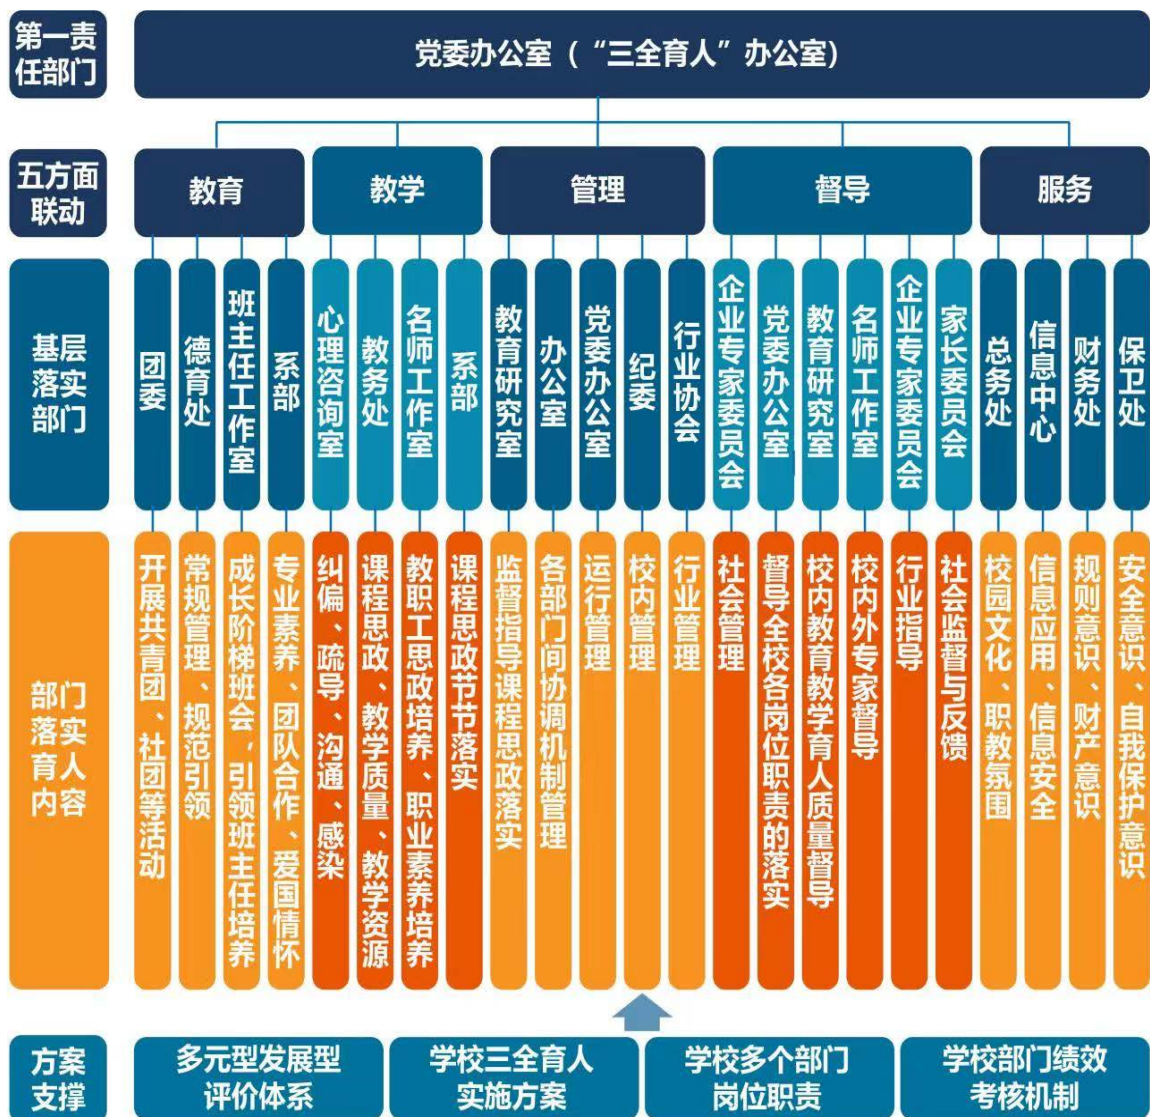 第一责
任部门
党委办公室（“三全育人”办公室）
五方面
联动
教育
教学
管理
督导
服务
基层
落实
部门
团委
德育处
班主任工作室
系部
心理咨询室
教务处
名师工作室
系部
教育研究室
办公室
党委办公室
纪委
行业协会
企业专家委员会
党委办公室
教育研究室
名师工作室
企业专家委员会
家长委员会
总务处
信息中心
财务处
保卫处
部门
落实
育人
内容
开展共青团、社团等活动
常规管理、规范引领
成长阶梯班会，引领班主任培养
专业素养、团队合作、爱国情怀
纠偏、疏导、沟通、感染
课程思政、教学质量、教学资源
教职工思政培养、职业素养培养
课程思政节节落实
监督指导课程思政落实
各部门间协调机制管理
运行管理
校内管理
行业管理
社会管理
督导全校各岗位职责的落实
校内教育教学育人质量督导
校内外专家督导
行业指导
社会监督与反馈
校园文化、职教氛围
信息应用、信息安全
规则意识、财产意识
安全意识、自我保护意识
方案
支撑
多元型发展型
评价体系
学校三全育人
实施方案
学校多个部门
岗位职责
学校部门绩效
考核机制